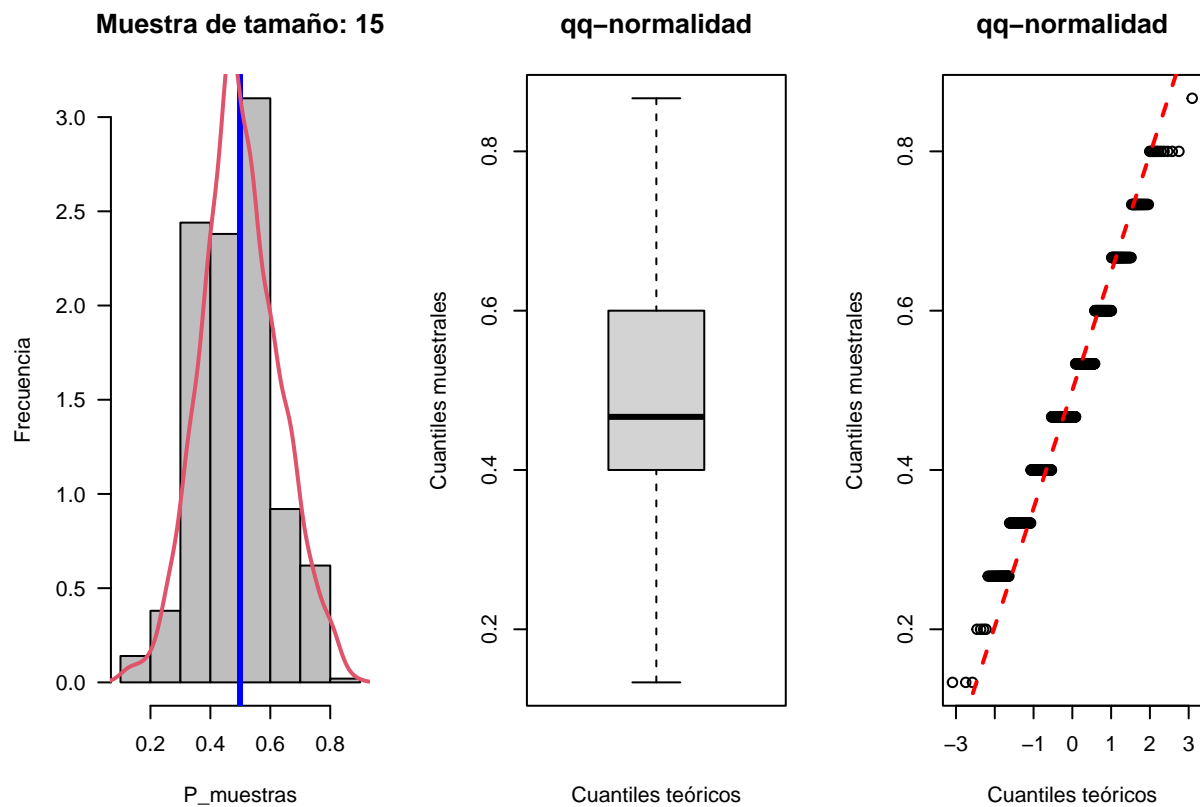 Muestra de tamaño: 15
Frecuencia
3.0
2.5
2.0
1.5
1.0
0.5
0.0
0.2 0.4 0.6 0.8
P_muestras
qq−normalidad
Cuantiles muestrales
0.8
0.6
0.4
0.2
Cuantiles teóricos
qq−normalidad
Cuantiles muestrales
0.8
0.6
0.4
0.2
−3 −1 0 1 2 3
Cuantiles teóricos